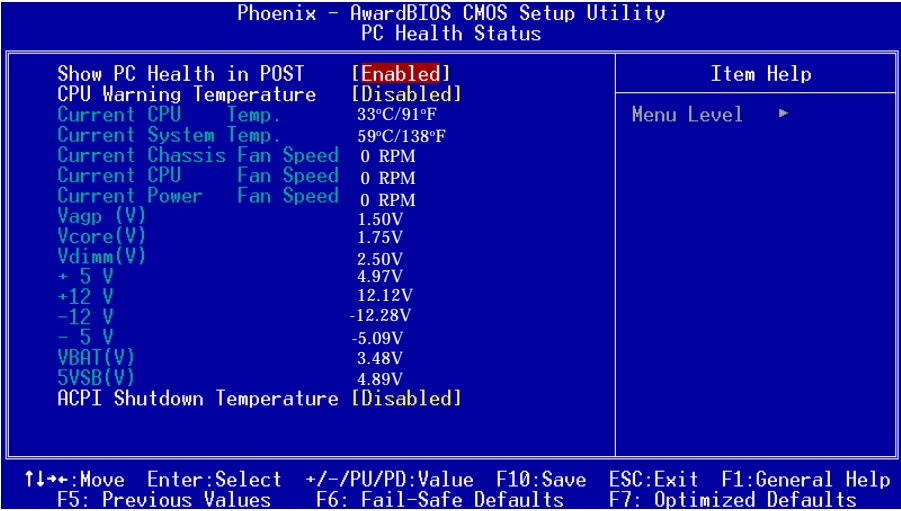 Phoenix - AwardBIOS CMOS Setup Utility
PC Health Status
Show PC Health in POST [Enabled]
CPU Warning Temperature [Disabled]
Current CPU Temp. 33°C/91°F
Current System Temp. 59°C/138°F
Current Chassis Fan Speed 0 RPM
Current CPU Fan Speed 0 RPM
Current Power Fan Speed 0 RPM
Vagp (V) 1.50V
Vcore(V) 1.75V
Vdimm(V) 2.50V
+ 5 V 4.97V
+12 V 12.12V
-12 V -12.28V
- 5 V -5.09V
VBAT(V) 3.48V
5VSB(V) 4.89V
ACPI Shutdown Temperature [Disabled]
Item Help
Menu Level ►
↑↓→←:Move Enter:Select +/-/PU/PD:Value F10:Save ESC:Exit F1:General Help
F5: Previous Values F6: Fail-Safe Defaults F7: Optimized Defaults